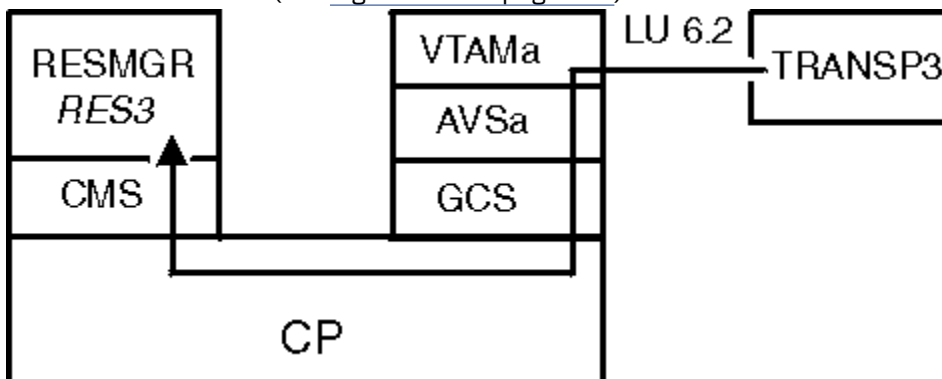 RESMGR
RES3
CMS
VTAMa
AVSa
GCS
LU 6.2
TRANSP3
CP